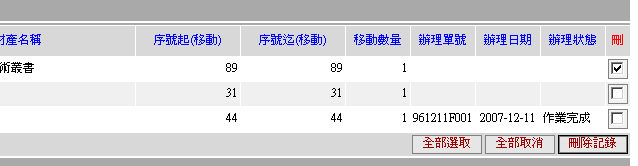 財產名稱 序號起(移動) 序號迄(移動) 移動數量 辦理單號 辦理日期 辦理狀態 刪
術叢書 89 89 1
31 31 1
44 44 1 961211F001 2007-12-11 作業完成
全部選取 全部取消 刪除記錄